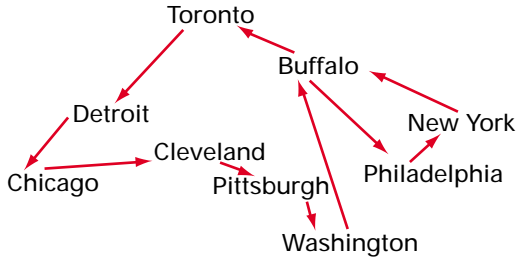 Toronto
Buffalo
Detroit
New York
Cleveland
Philadelphia
Chicago
Pittsburgh
Washington